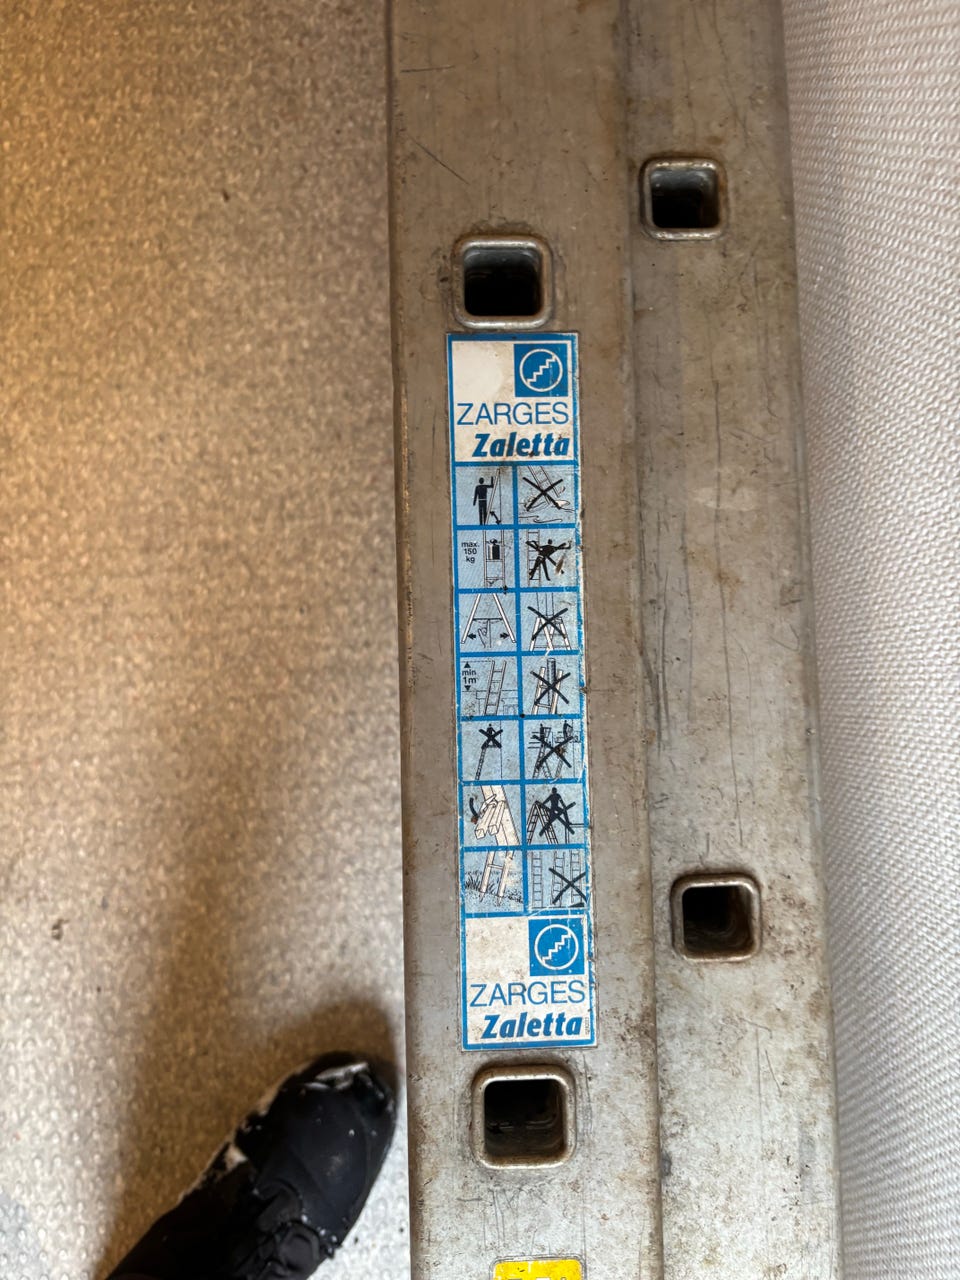 ZARGES
Zaletta
max.
150
kg
min
1m
ZARGES
Zaletta